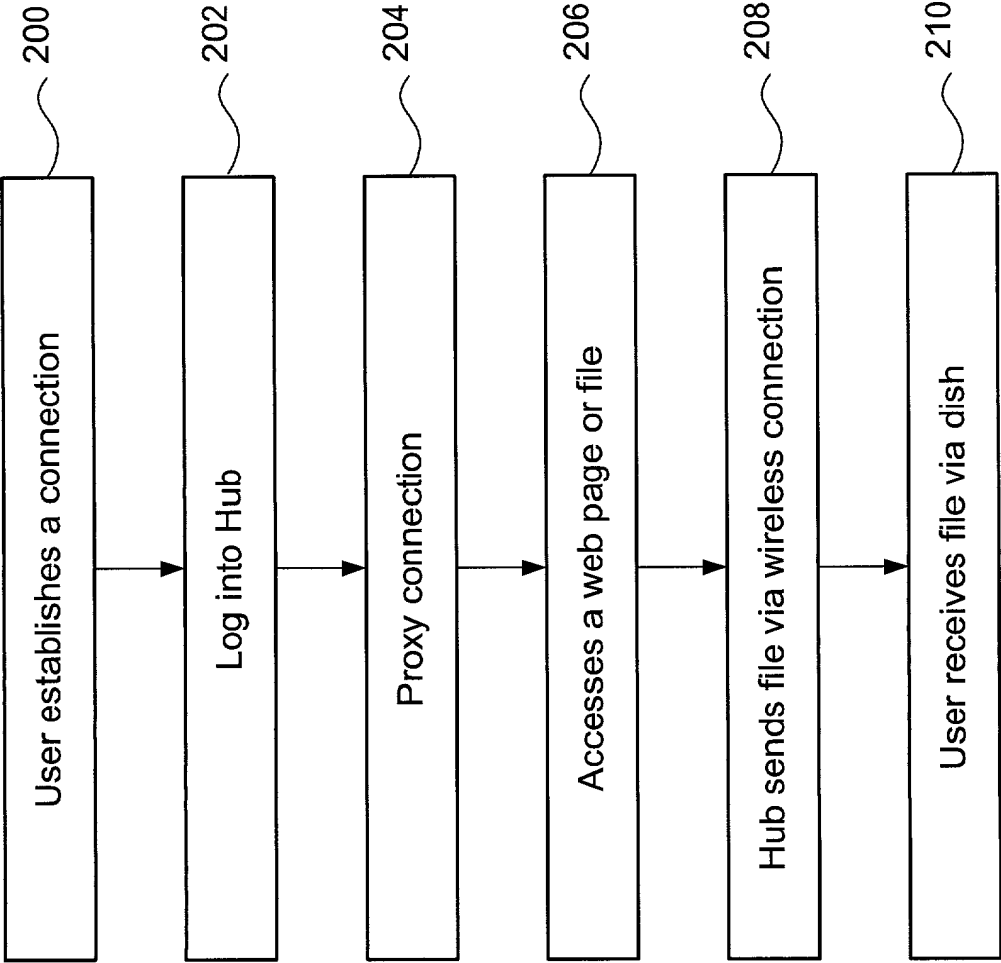 User establishes a connection
200
Log into Hub
202
Proxy connection
204
Accesses a web page or file
206
Hub sends file via wireless connection
208
User receives file via dish
210